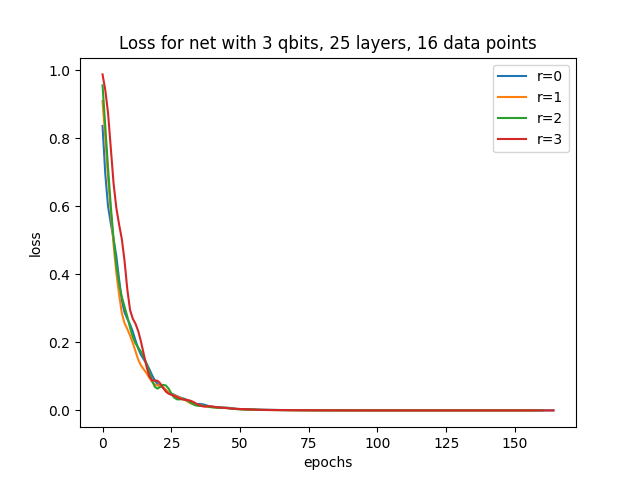 Loss for net with 3 qbits, 25 layers, 16 data points
r=0
r=1
r=2
r=3
loss
1.0
0.8
0.6
0.4
0.2
0.0
0 25 50 75 100 125 150
epochs